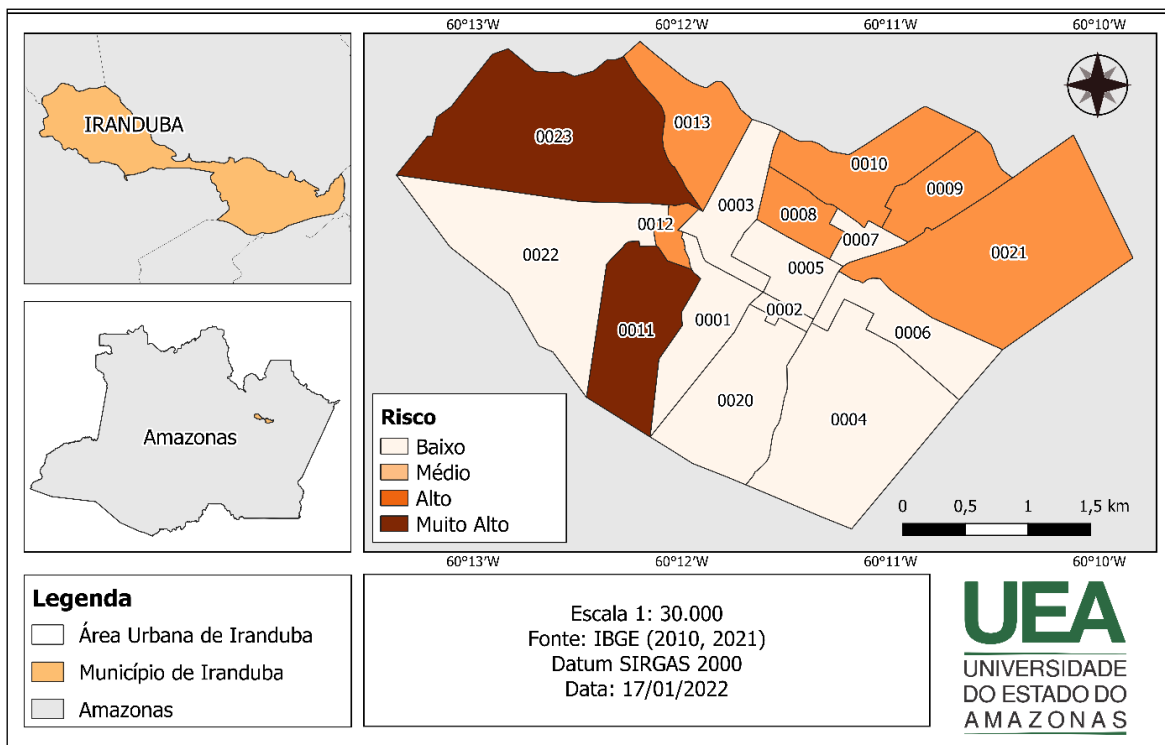 60°13'W 60°12'W 60°11'W 60°10'W
IRANDUBA
Amazonas
0023
0013
0010
0009
0003
0008
0012
0007
0022
0005
0021
0002
0001
0006
0011
0020
0004
Risco
Baixo
Médio
Alto
Muito Alto
0 0,5 1 1,5 km
60°13'W 60°12'W 60°11'W 60°10'W
Legenda
Área Urbana de Iranduba
Município de Iranduba
Amazonas
Escala 1: 30.000
Fonte: IBGE (2010, 2021)
Datum SIRGAS 2000
Data: 17/01/2022
UEA
UNIVERSIDADE
DO ESTADO DO
AMAZONAS